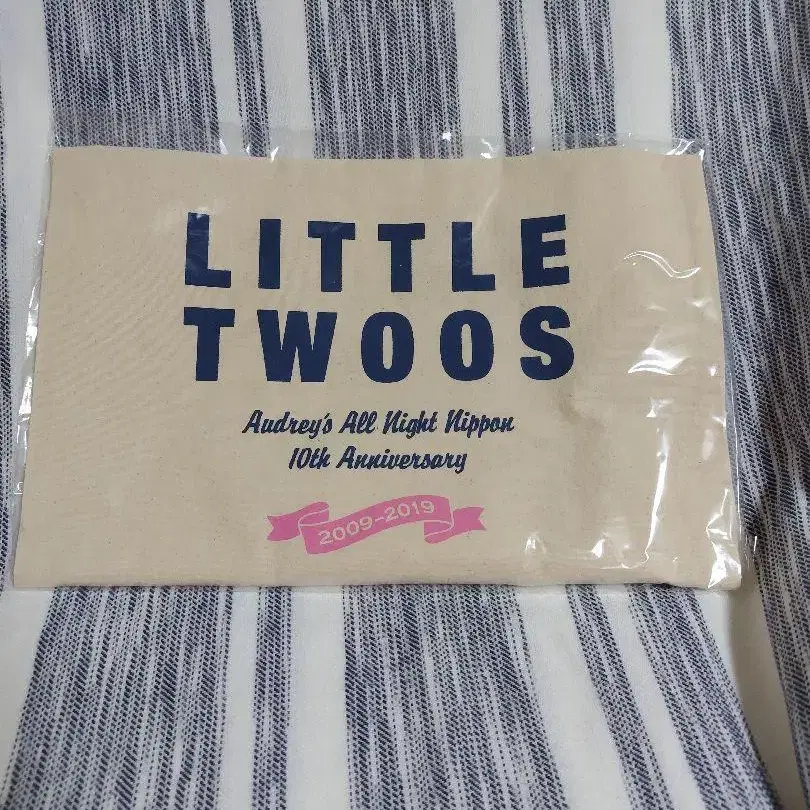 LITTLE
TWOOS
Audrey's All Night Nippon
10th Anniversary
2009-2019